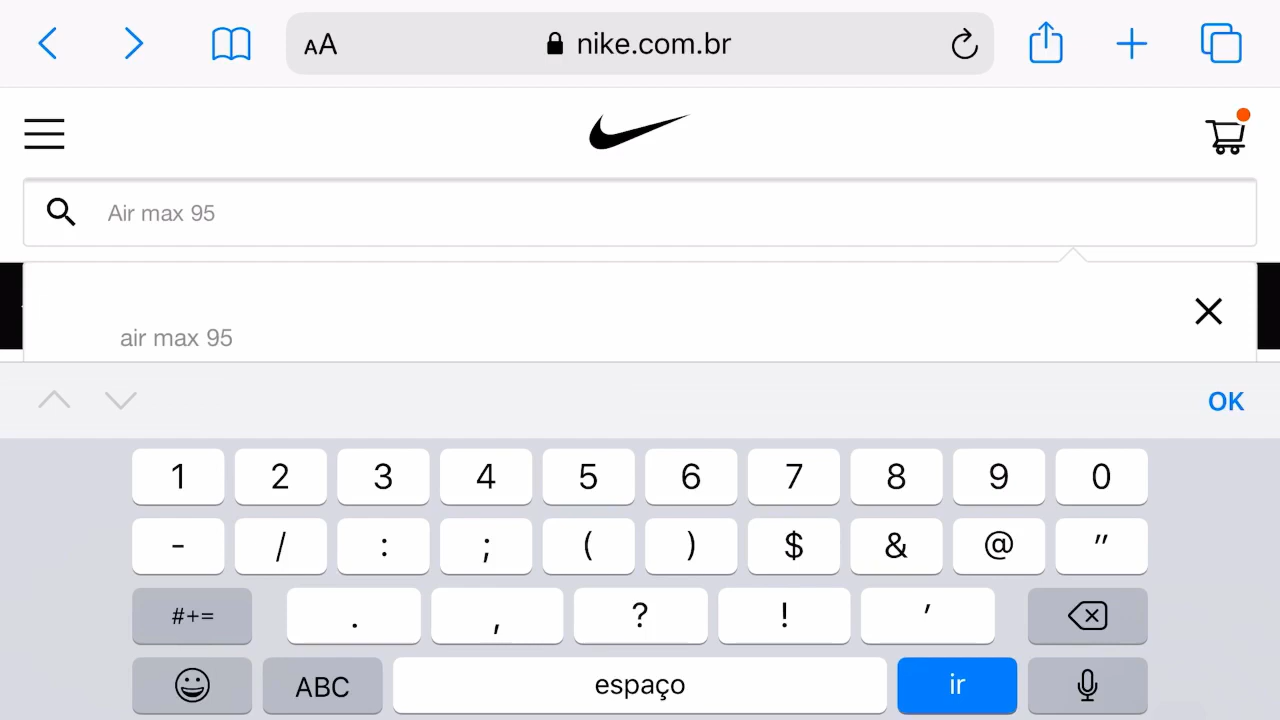 AA nike.com.br
Air max 95
air max 95
OK
1 2 3 4 5 6 7 8 9 0
- / : ; ( ) $ & @ "
#+= . , ? ! '
ABC espaço ir